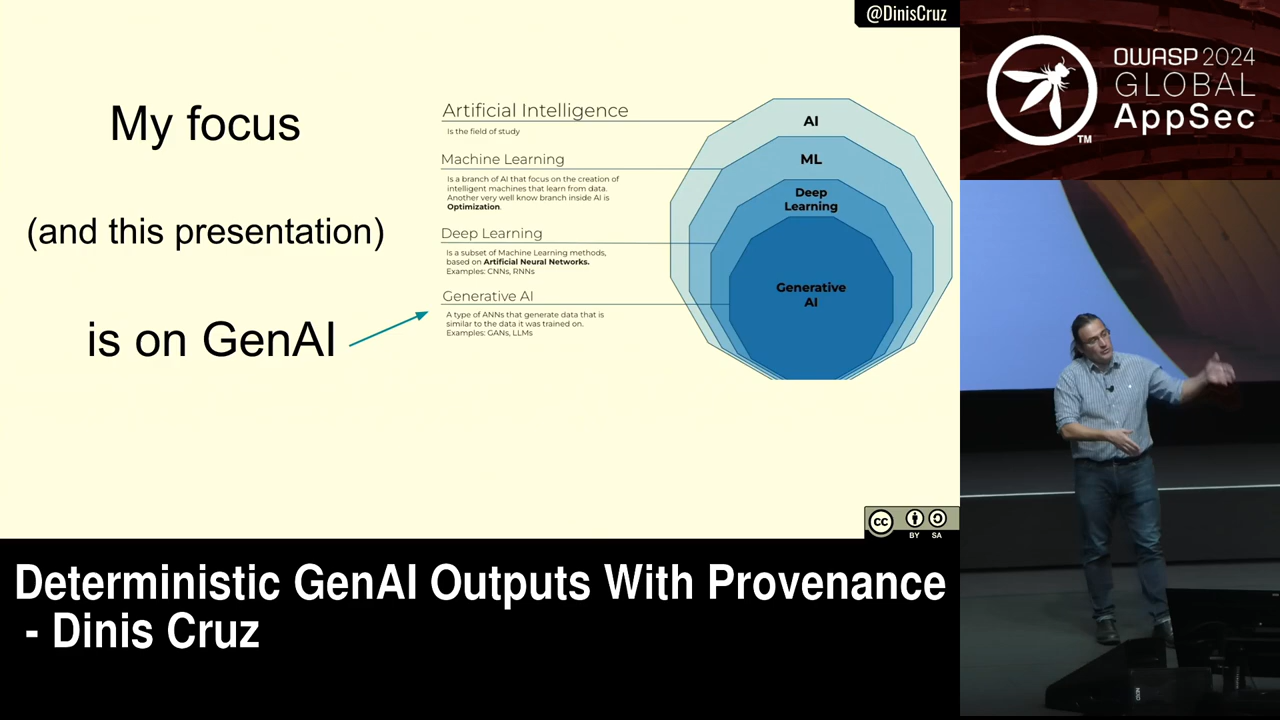 @DinisCruz
My focus
(and this presentation)
is on GenAI
Artificial Intelligence
Is the field of study
Machine Learning
Is a branch of AI that focus on the creation of
intelligent machines that learn from data.
Another very well know branch inside AI is
Optimization.
Deep Learning
Is a subset of Machine Learning methods,
based on Artificial Neural Networks.
Examples: CNNs, RNNs
Generative AI
A type of ANNs that generate data that is
similar to the data it was trained on.
Examples: GANs, LLMs
AI
ML
Deep
Learning
Generative
AI
cc
BY SA
OWASP 2024
GLOBAL
AppSec
TM
Deterministic GenAI Outputs With Provenance
- Dinis Cruz